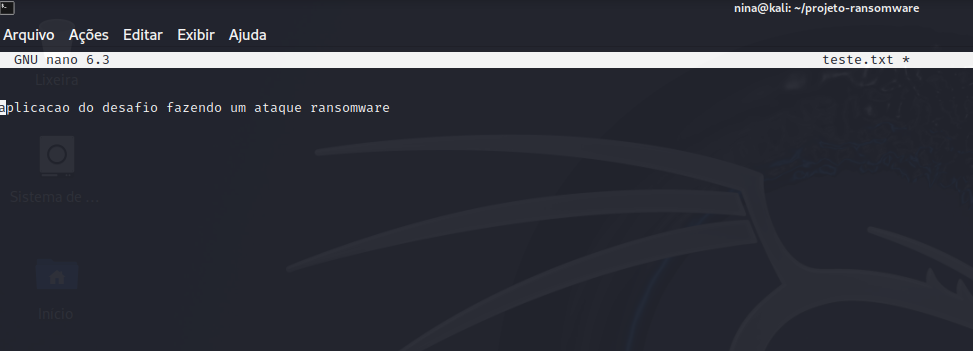 nina@kali: ~/projeto-ransomware
Arquivo Ações Editar Exibir Ajuda
GNU nano 6.3 teste.txt *
Lixeira
aplicacao do desafio fazendo um ataque ransomware
Sistema de ...
Início